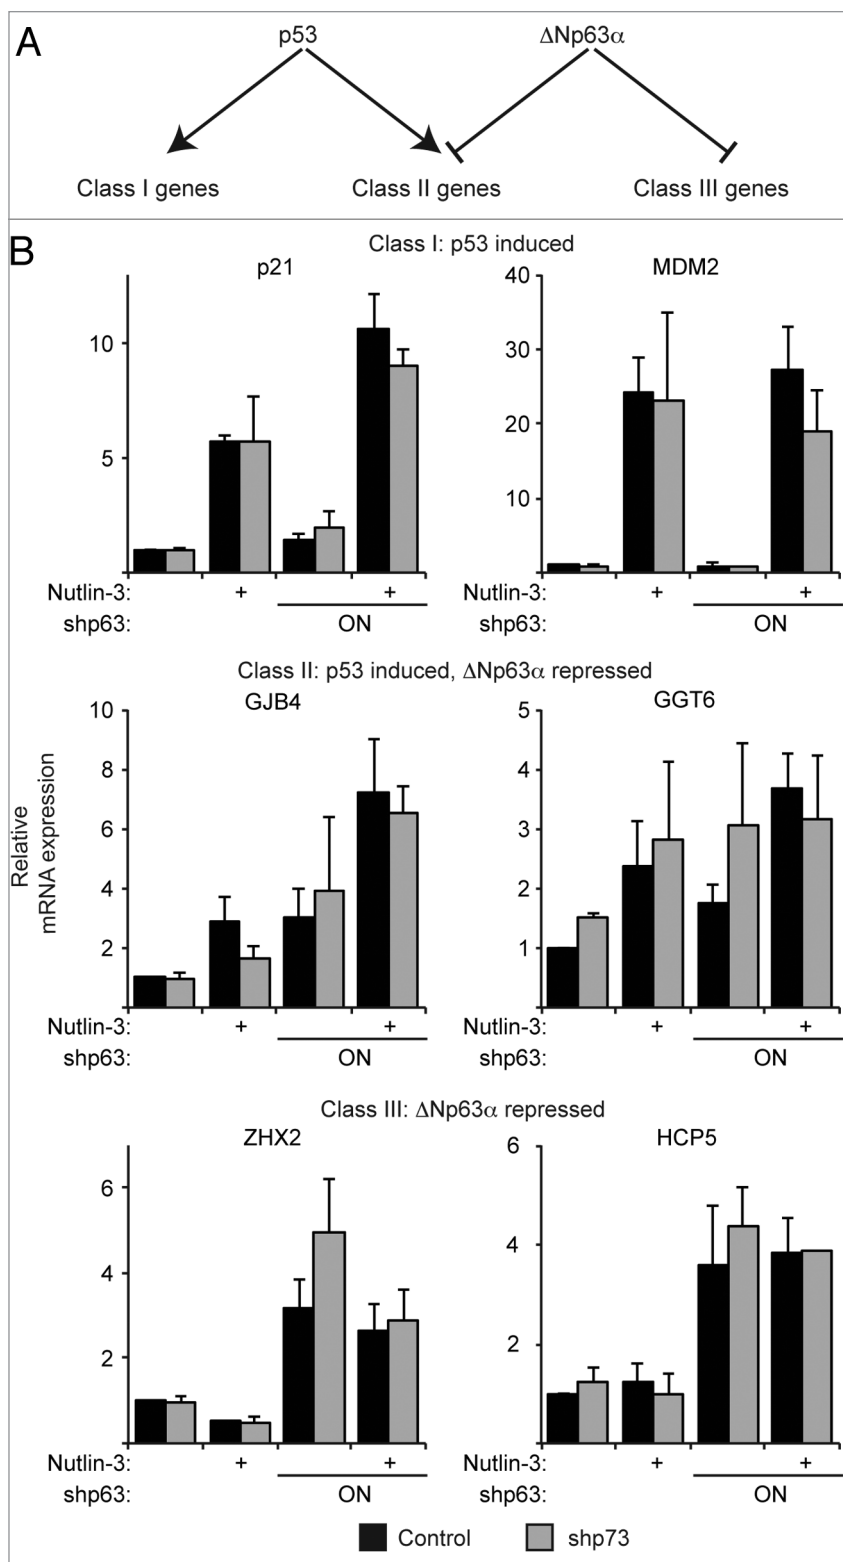 A
p53 ΔNp63α
Class I genes Class II genes Class III genes
B
Class I: p53 induced
p21 MDM2
10
5
40
30
20
10
Nutlin-3: + + Nutlin-3: + +
shp63: ON shp63: ON
Class II: p53 induced, ΔNp63α repressed
GJB4 GGT6
Relative
mRNA expression
10
8
6
4
2
5
4
3
2
1
Nutlin-3: + + Nutlin-3: + +
shp63: ON shp63: ON
Class III: ΔNp63α repressed
ZHX2 HCP5
6
4
2
6
4
2
Nutlin-3: + + Nutlin-3: + +
shp63: ON shp63: ON
Control shp73